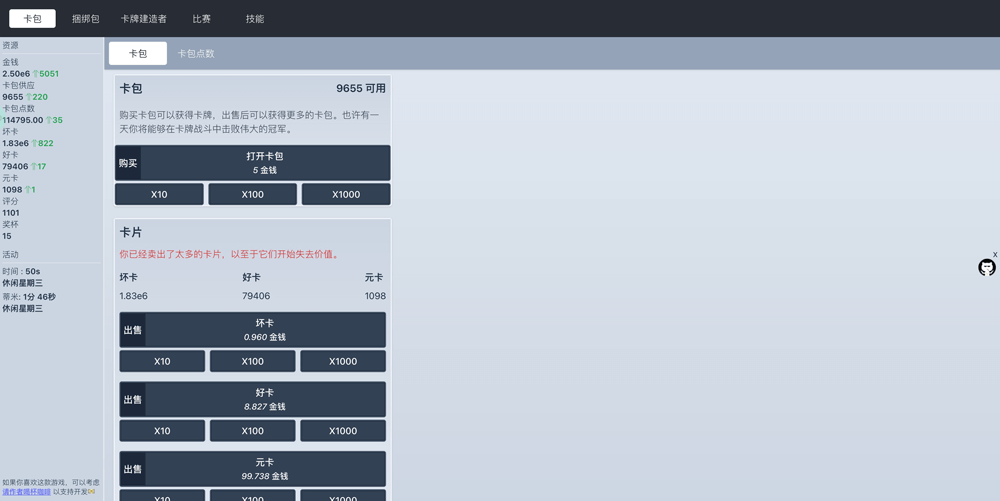 卡包 捆绑包 卡牌建造者 比赛 技能
资源
金钱
2.50e6 5051
卡包供应
9655 220
卡包点数
114795.00 35
坏卡
1.83e6 822
好卡
79406 17
元卡
1098 1
评分
1101
奖杯
15
活动
时间 : 50s
休闲星期三
蒂米: 1分 46秒
休闲星期三
如果你喜欢这款游戏，可以考虑
请作者喝杯咖啡 以支持开发
卡包 卡包点数
卡包 9655 可用
购买卡包可以获得卡牌，出售后可以获得更多的卡包。也许有一
天你将能够在卡牌战斗中击败伟大的冠军。
购买 打开卡包
5 金钱
X10 X100 X1000
卡片
你已经卖出了太多的卡片，以至于它们开始失去价值。
坏卡 好卡 元卡
1.83e6 79406 1098
出售 坏卡
0.960 金钱
X10 X100 X1000
出售 好卡
8.827 金钱
X10 X100 X1000
出售 元卡
99.738 金钱
X10 X100 X1000
X